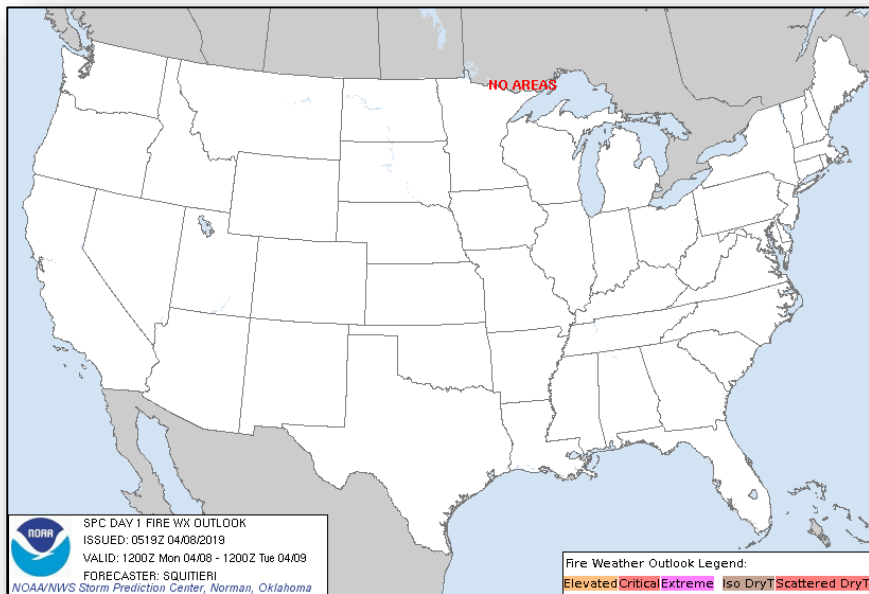 NO AREAS
NOAA
SPC DAY 1 FIRE WX OUTLOOK
ISSUED: 0519Z 04/08/2019
VALID: 1200Z Mon 04/08 - 1200Z Tue 04/09
FORECASTER: SQUITIERI
NOAA/NWS Storm Prediction Center, Norman, Oklahoma
Fire Weather Outlook Legend:
Elevated Critical Extreme Iso DryT Scattered DryT